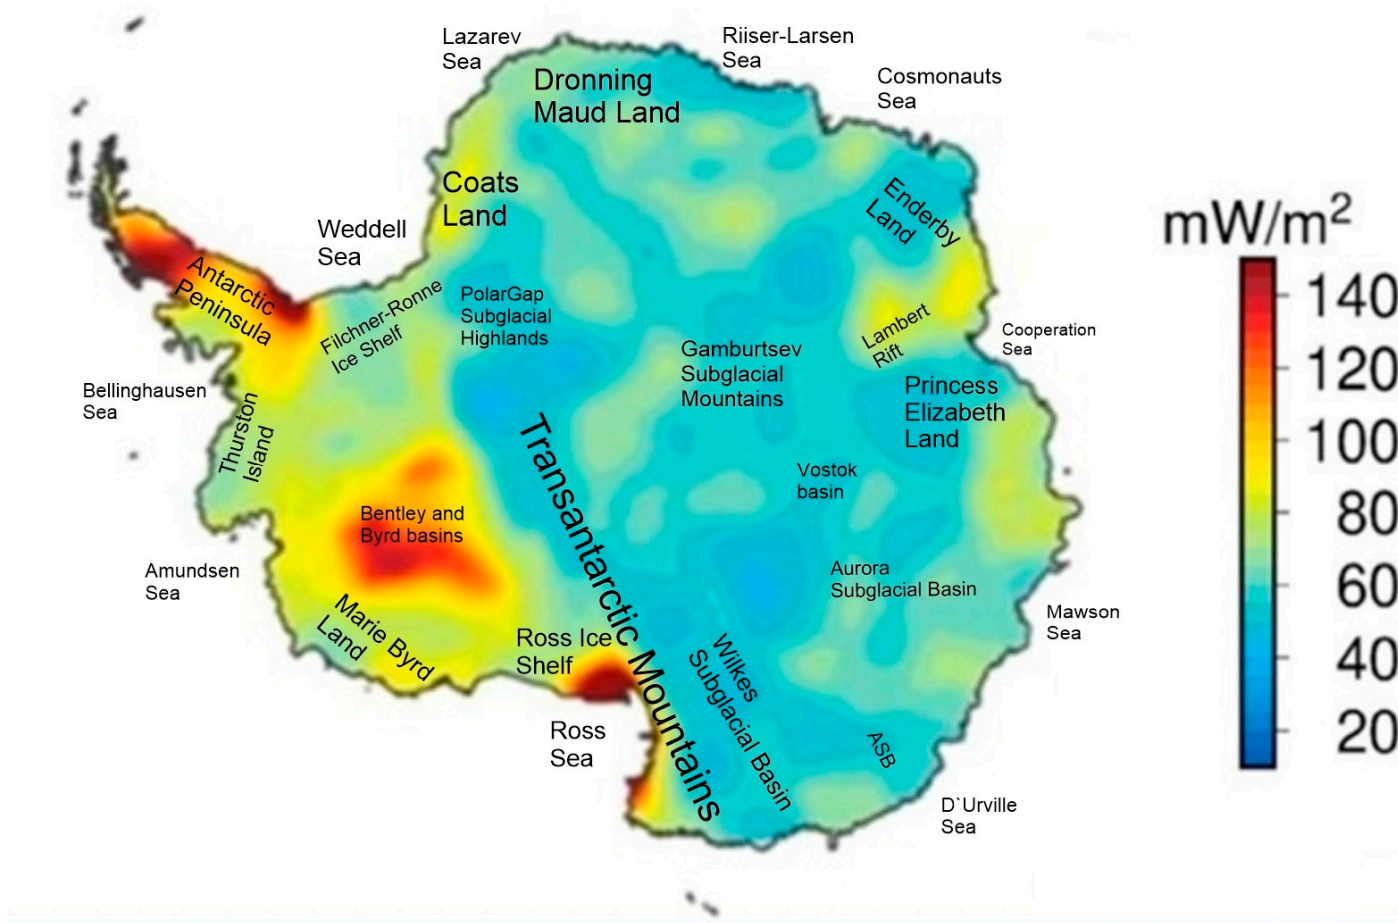 Lazarev
Sea
Riiser-Larsen
Sea
Dronning
Maud Land
Cosmonauts
Sea
Coats
Land
Enderby
Land
Weddell
Sea
mW/m²
Antarctic
Peninsula
Filchner-Ronne
Ice Shelf
PolarGap
Subglacial
Highlands
Lambert
Rift
Cooperation
Sea
Gamburtsev
Subglacial
Mountains
Princess
Elizabeth
Land
Bellinghausen
Sea
Thurston
Island
Transantarctic Mountains
Vostok
basin
Bentley and
Byrd basins
Amundsen
Sea
Aurora
Subglacial Basin
Marie Byrd
Land
Ross Ice
Shelf
Mawson
Sea
Wilkes
Subglacial Basin
Ross
Sea
ASB
D`Urville
Sea
140
120
100
80
60
40
20